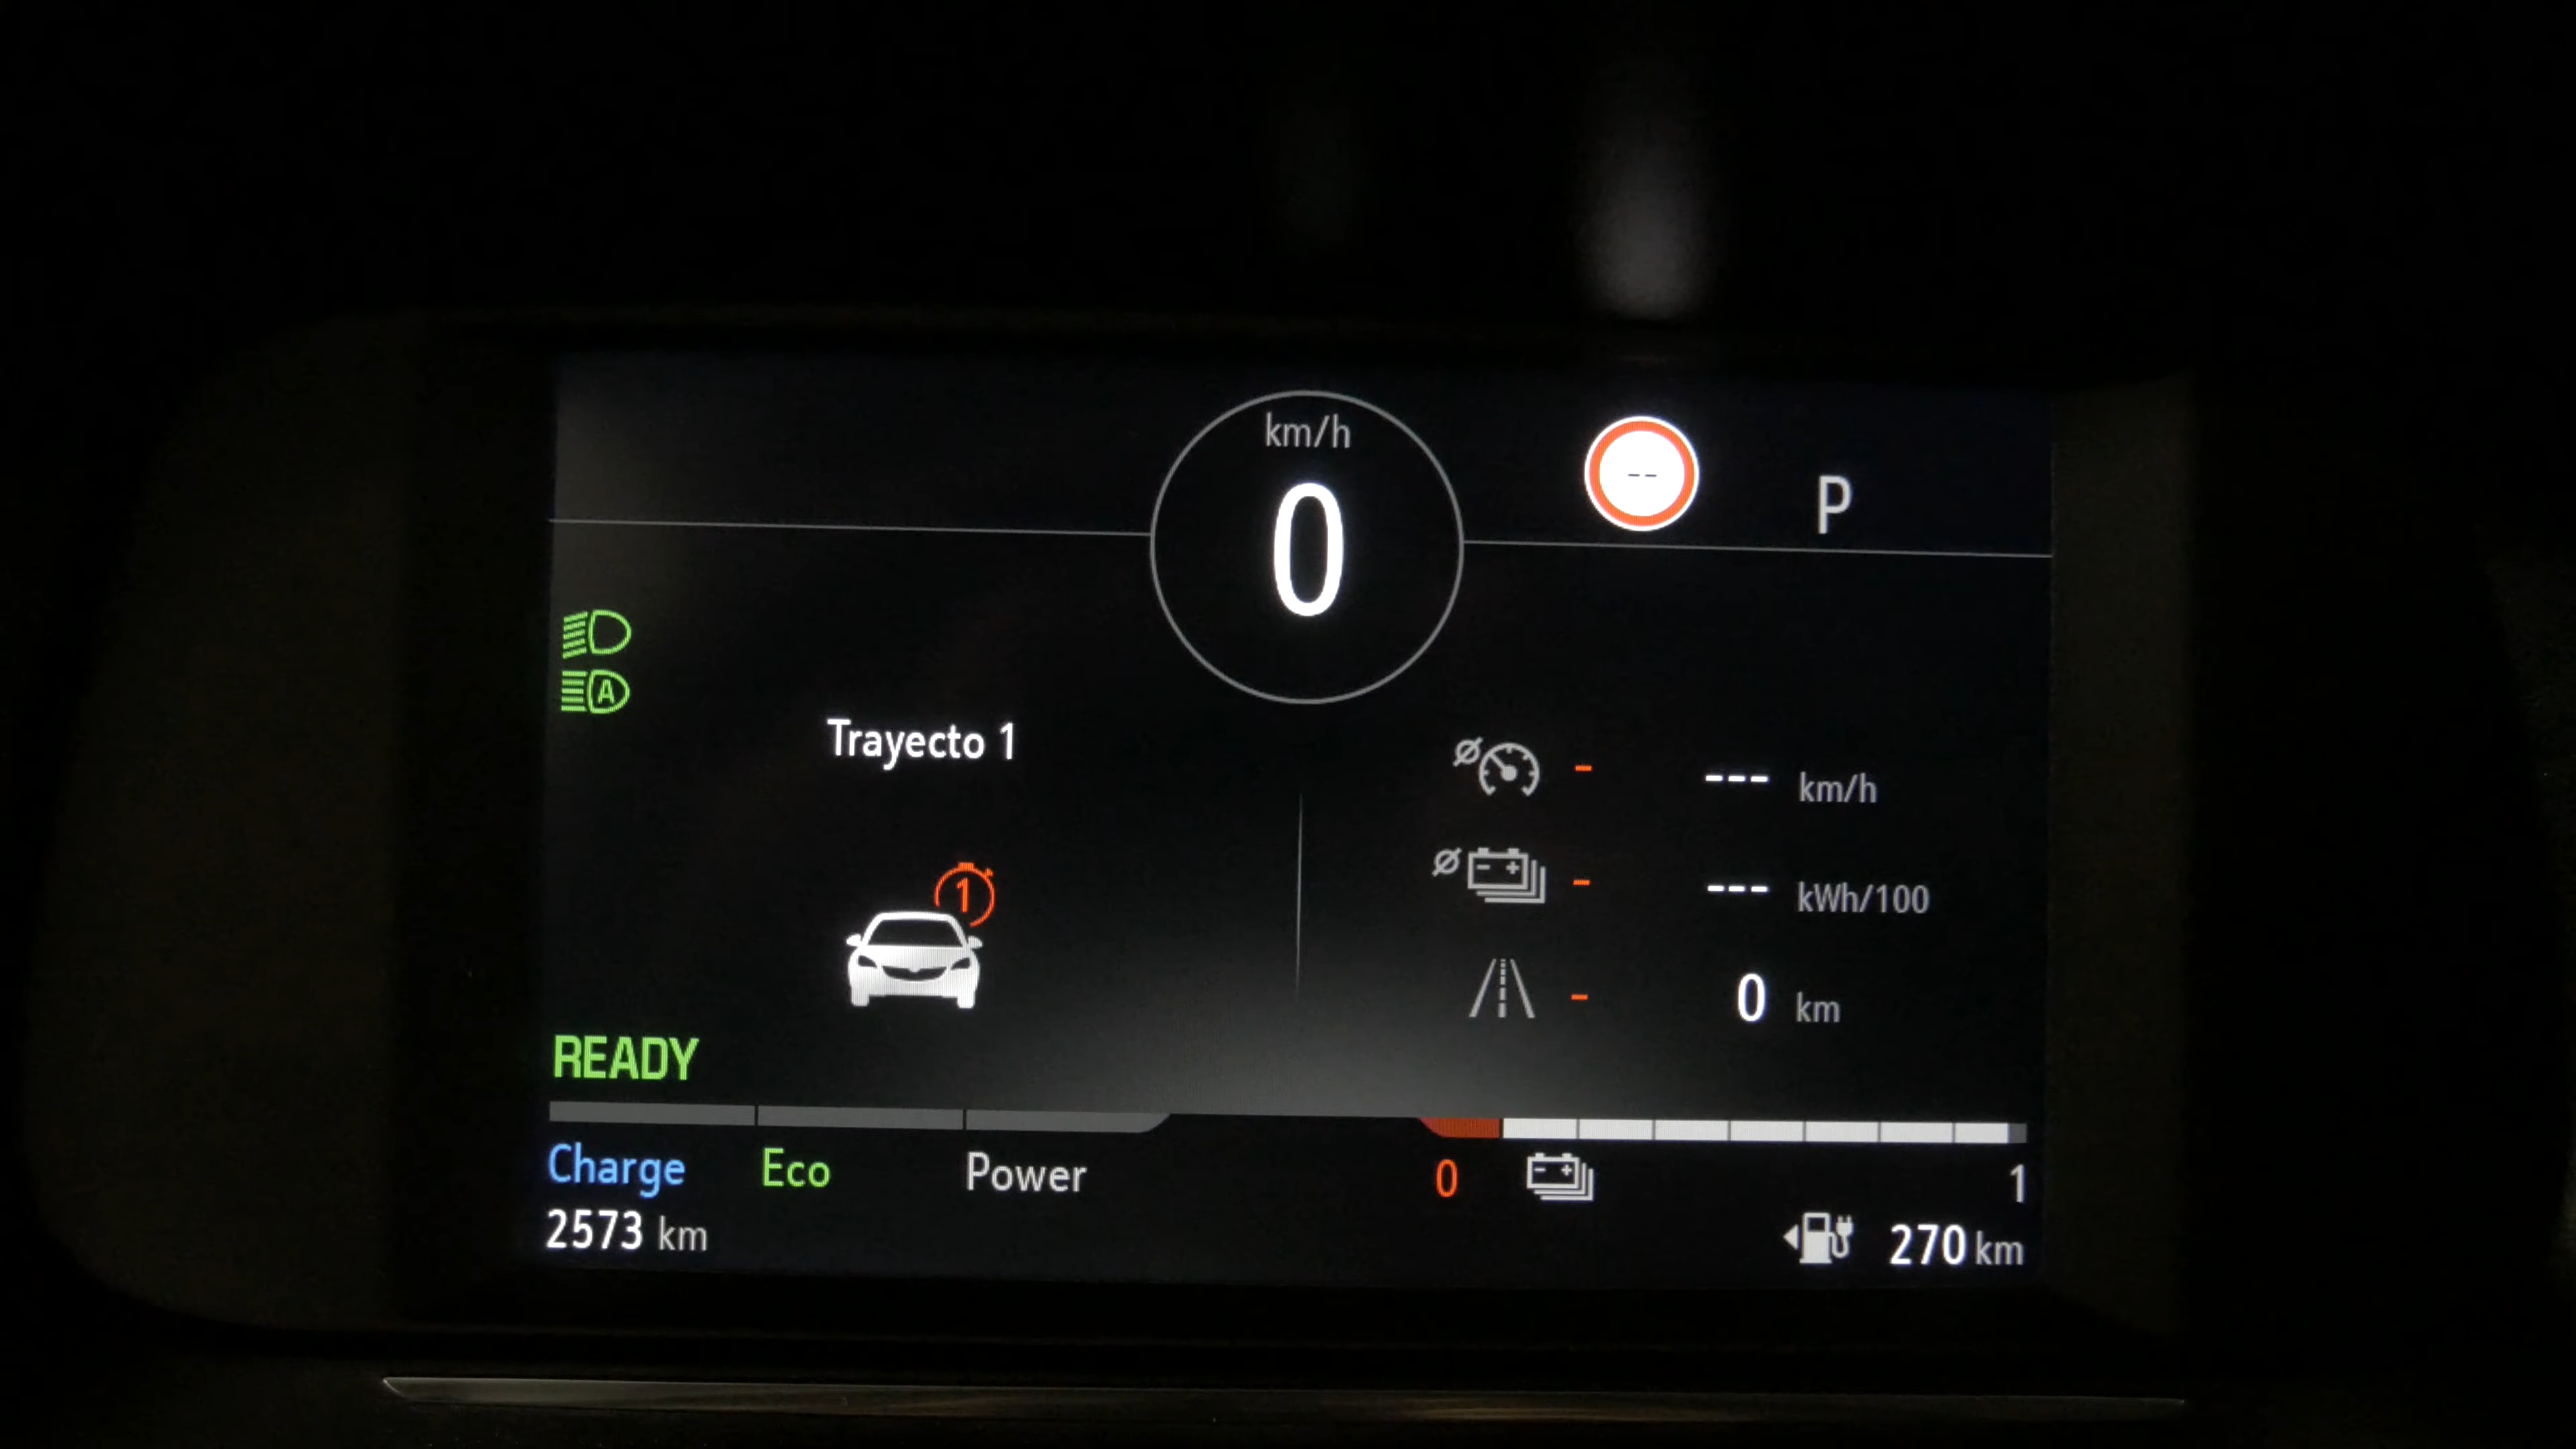 km/h
0
--
P
A
Trayecto 1
1
- --- km/h
- --- kWh/100
- 0 km
READY
Charge Eco Power
0 1
2573 km
270 km